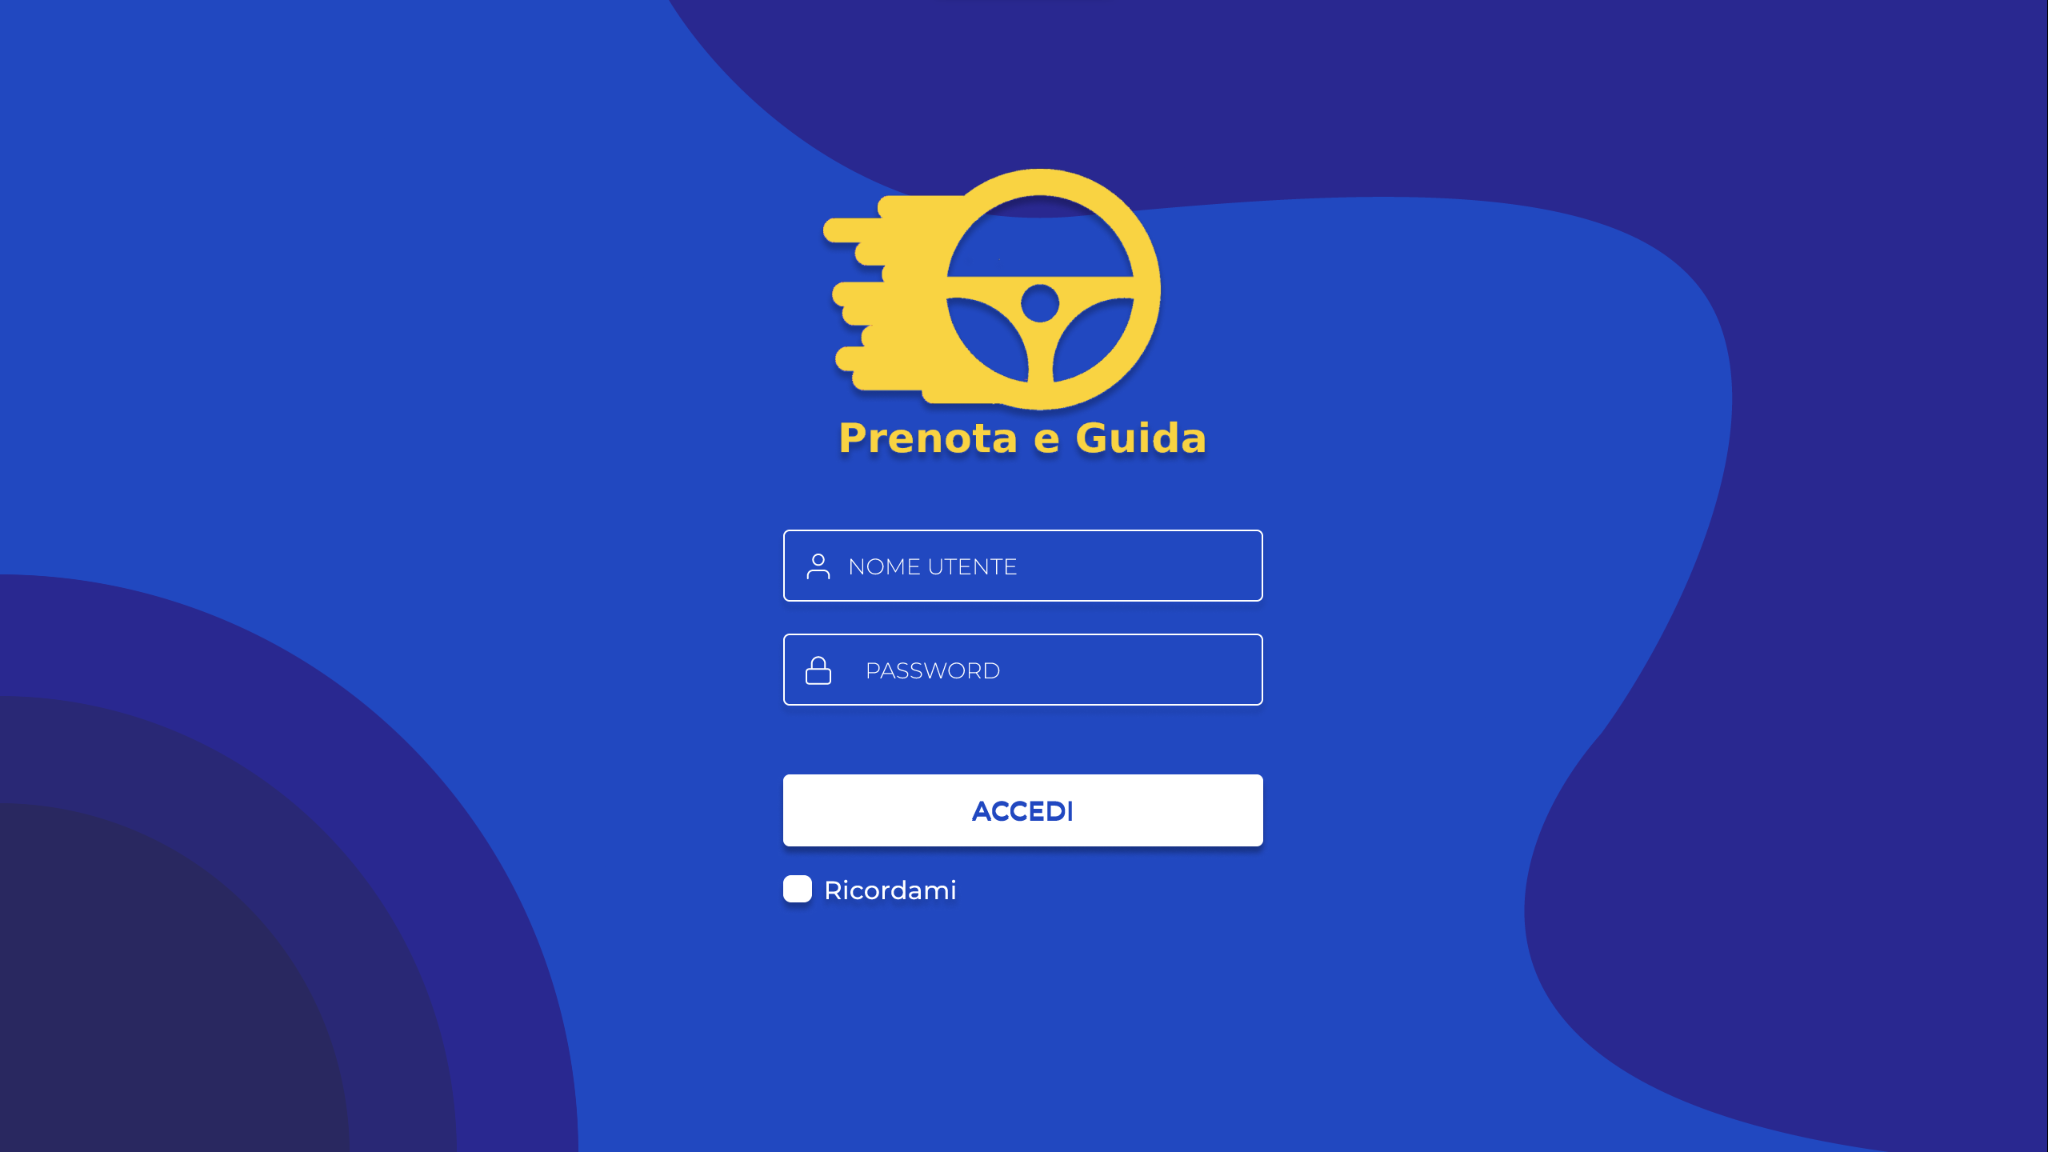 Prenota e Guida
NOME UTENTE
PASSWORD
ACCEDI
Ricordami